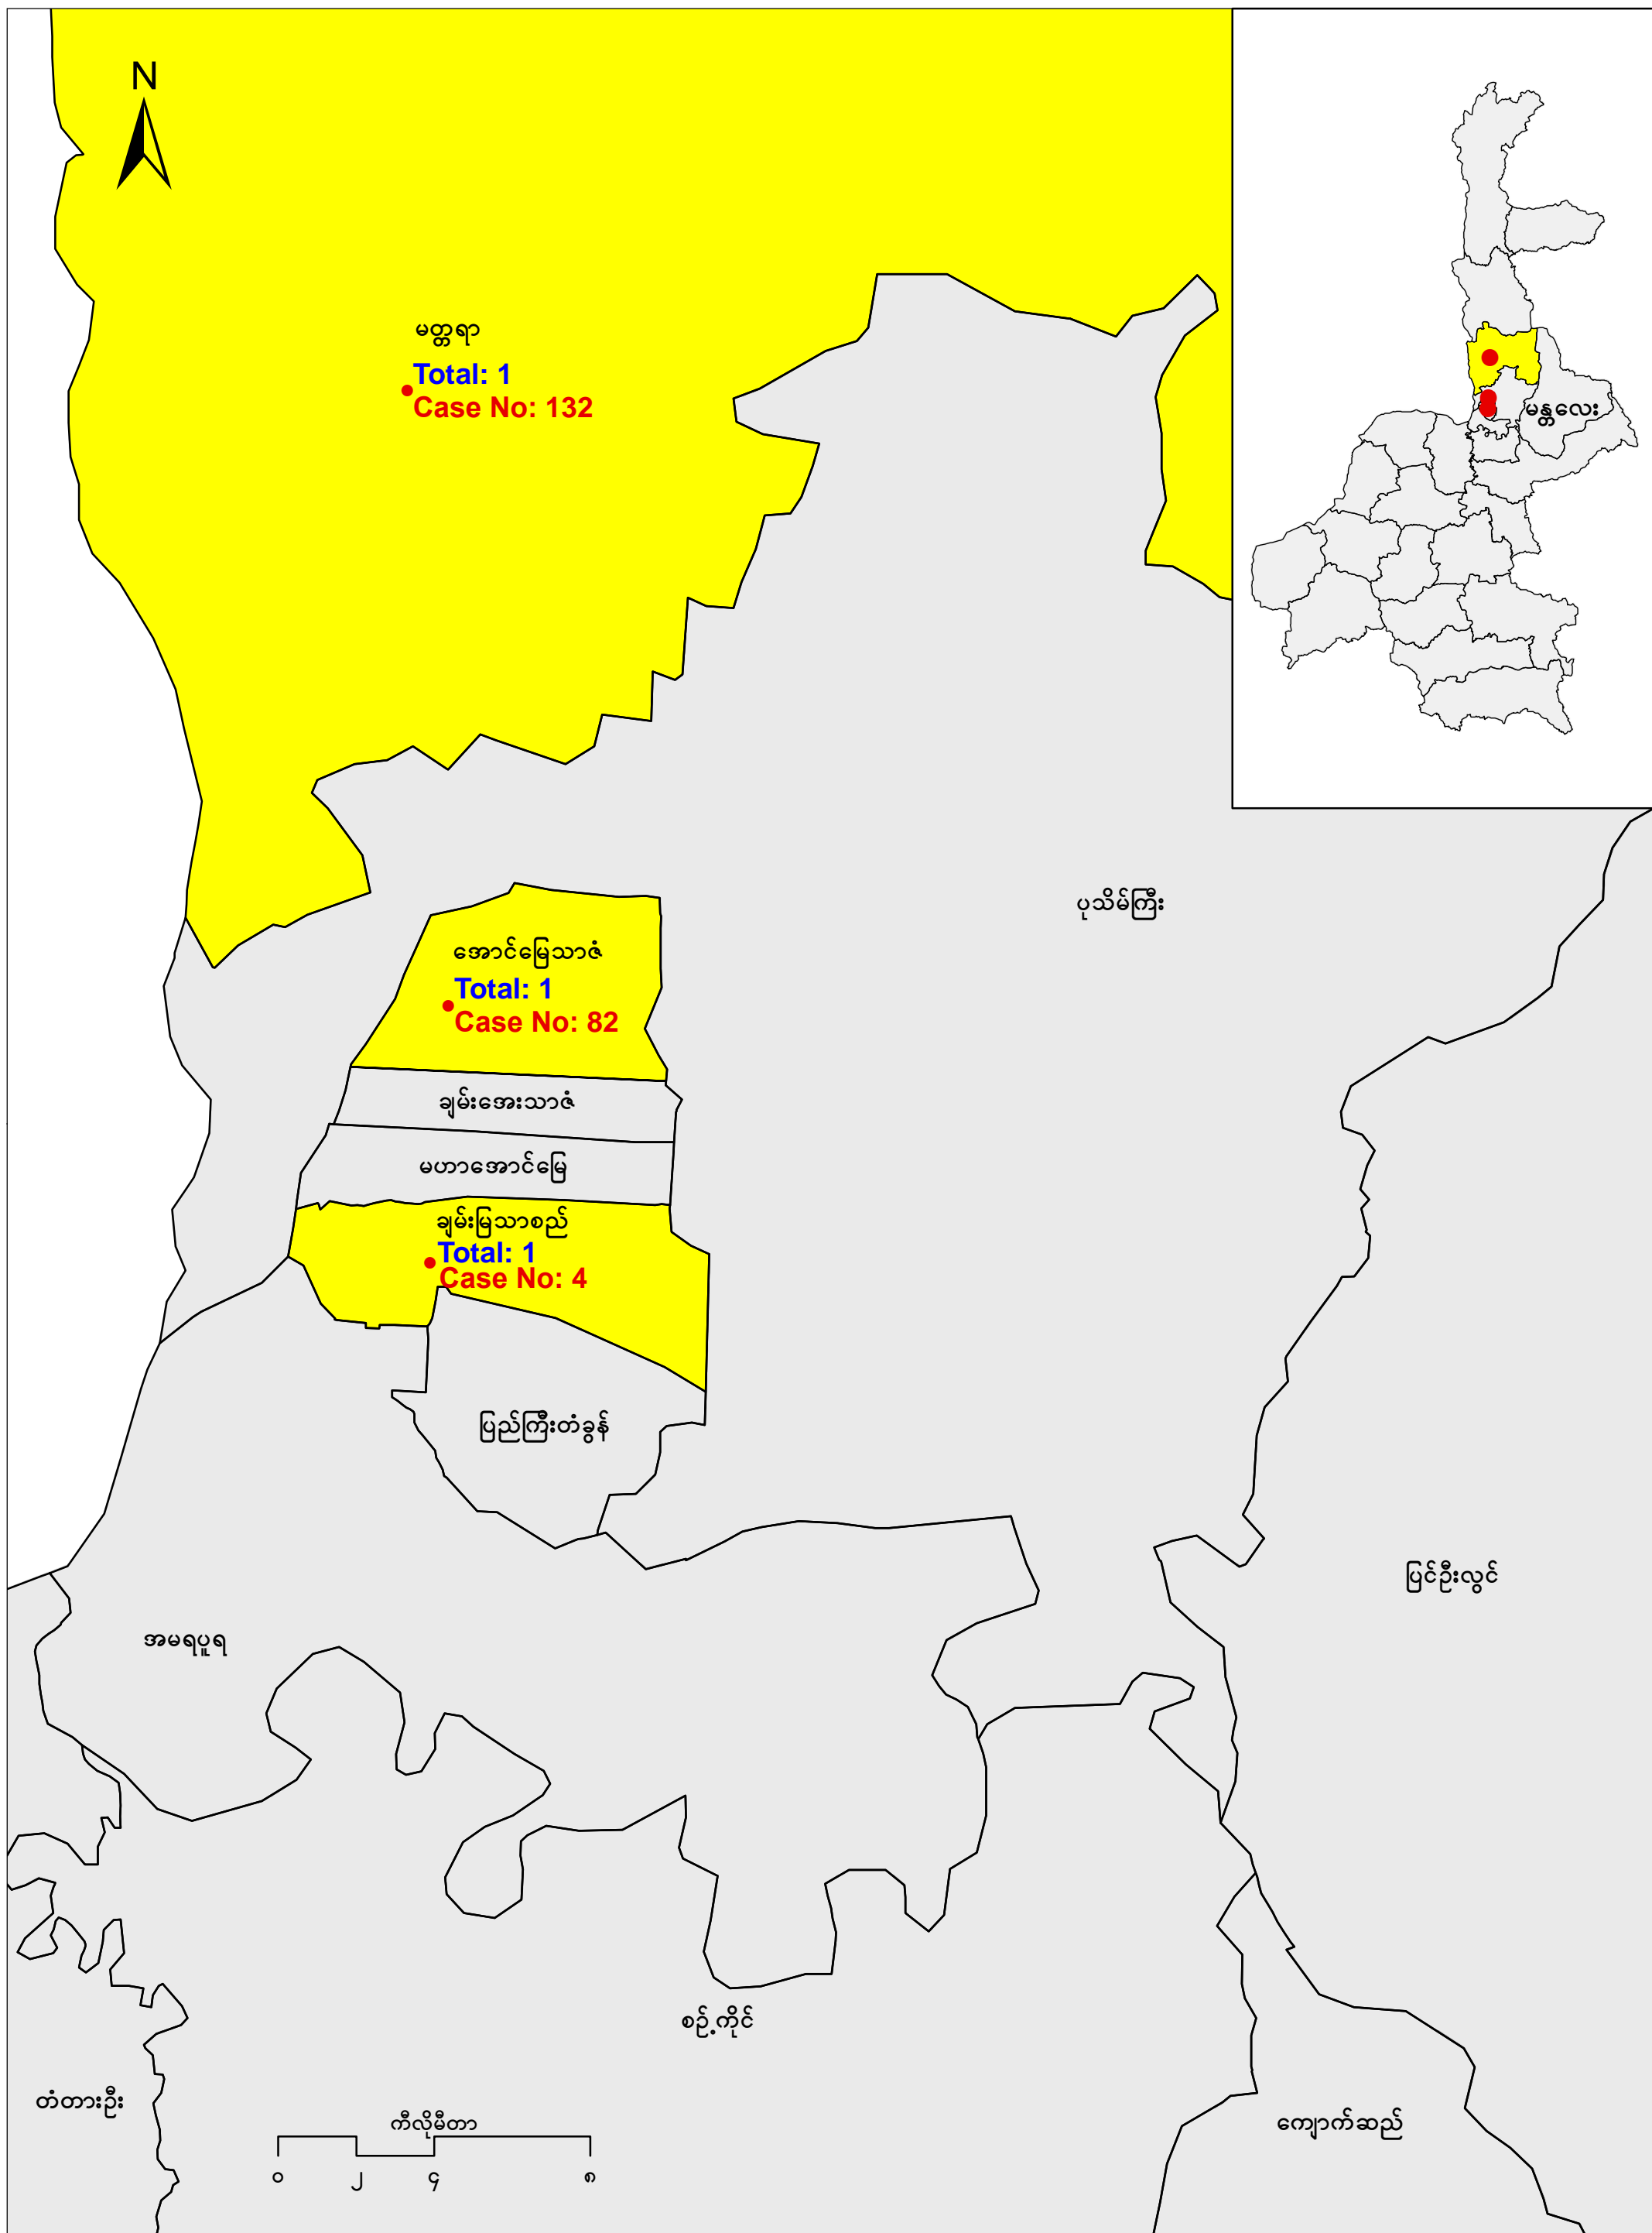 N
မတ္တရာ
Total: 1
Case No: 132
မန္တလေး
ပုသိမ်ကြီး
အောင်မြေသာဇံ
Total: 1
Case No: 82
ချမ်းအေးသာဇံ
မဟာအောင်မြေ
ချမ်းမြသာစည်
Total: 1
Case No: 4
ပြည်ကြီးတံခွန်
ပြင်ဦးလွင်
အမရပူရ
စဉ့်ကိုင်
တံတားဦး
ကျောက်ဆည်
ကီလိုမီတာ
၀ ၂ ၄ ၈